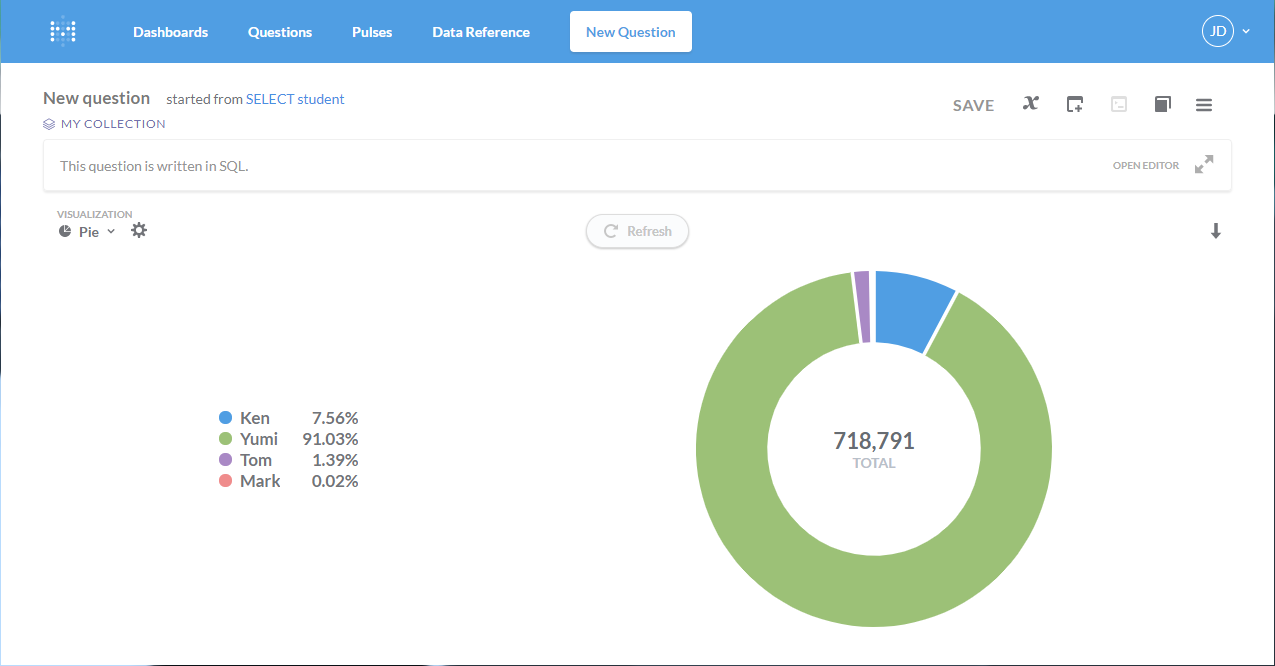 Dashboards Questions Pulses Data Reference New Question JD
New question started from SELECT student
SAVE
MY COLLECTION
This question is written in SQL. OPEN EDITOR
VISUALIZATION
Pie Refresh
Ken 7.56%
Yumi 91.03%
Tom 1.39%
Mark 0.02%
718,791
TOTAL